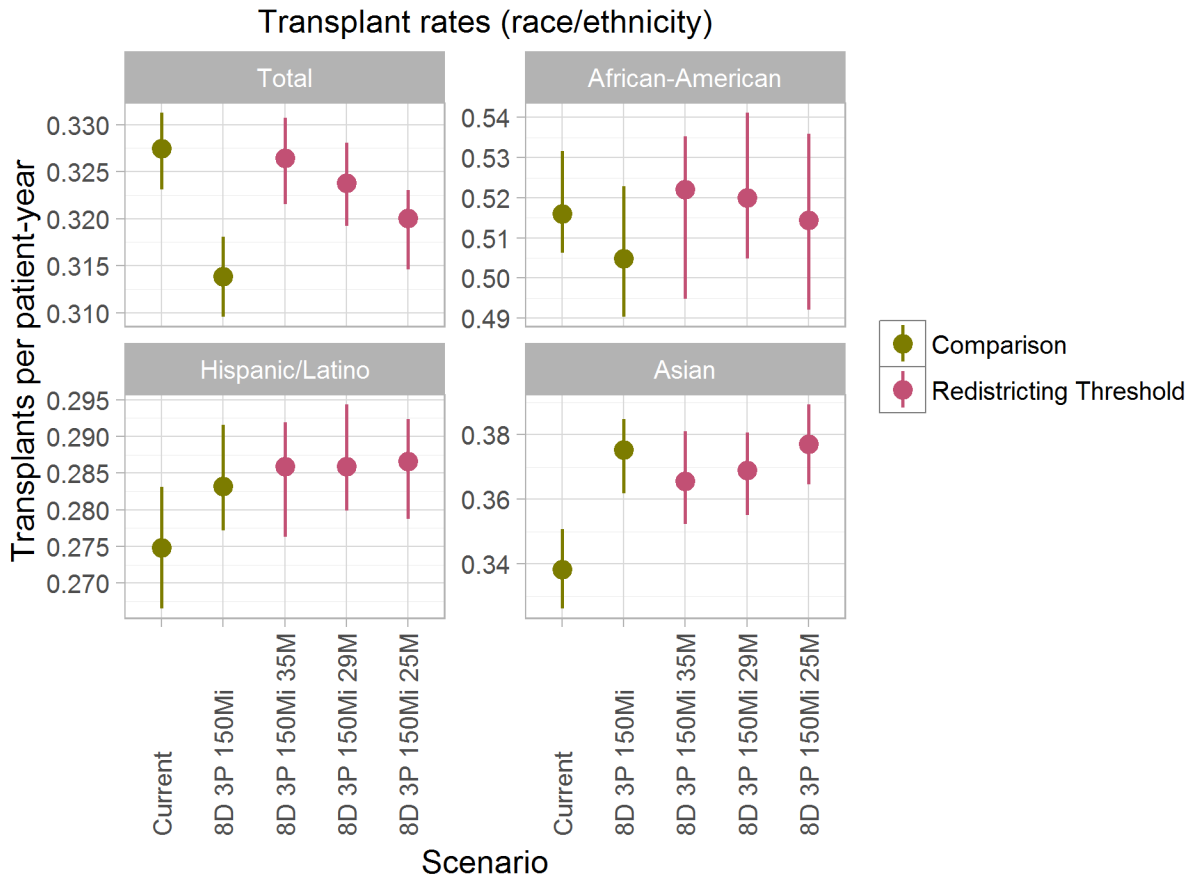 Transplant rates (race/ethnicity)
Total
African-American
0.330
0.325
0.320
0.315
0.310
0.54
0.53
0.52
0.51
0.50
0.49
Hispanic/Latino
Asian
0.295
0.290
0.285
0.280
0.275
0.270
0.38
0.36
0.34
Transplants per patient-year
Current
8D 3P 150Mi
8D 3P 150Mi 35M
8D 3P 150Mi 29M
8D 3P 150Mi 25M
Current
8D 3P 150Mi
8D 3P 150Mi 35M
8D 3P 150Mi 29M
8D 3P 150Mi 25M
Scenario
Comparison
Redistricting Threshold